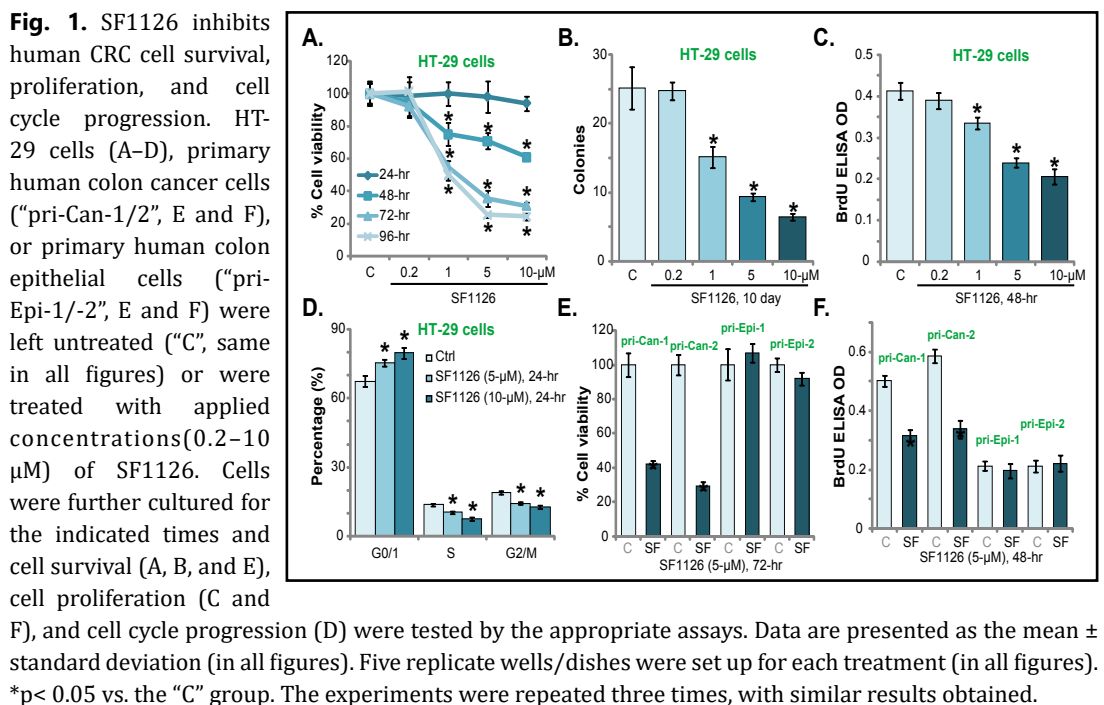 Fig. 1. SF1126 inhibits
human CRC cell survival,
proliferation, and cell
cycle progression. HT-
29 cells (A–D), primary
human colon cancer cells
(“pri-Can-1/2”, E and F),
or primary human colon
epithelial cells (“pri-
Epi-1/-2”, E and F) were
left untreated (“C”, same
in all figures) or were
treated with applied
concentrations(0.2–10
μM) of SF1126. Cells
were further cultured for
the indicated times and
cell survival (A, B, and E),
cell proliferation (C and
F), and cell cycle progression (D) were tested by the appropriate assays. Data are presented as the mean ±
standard deviation (in all figures). Five replicate wells/dishes were set up for each treatment (in all figures).
*p< 0.05 vs. the “C” group. The experiments were repeated three times, with similar results obtained.
A.
HT-29 cells
% Cell viability
120
100
80
60
40
20
0
* * *
* * *
* * *
24-hr
48-hr
72-hr
96-hr
C 0.2 1 5 10-μM
SF1126
B.
HT-29 cells
Colonies
30
20
10
0
* * *
C 0.2 1 5 10-μM
SF1126, 10 day
C.
HT-29 cells
BrdU ELISA OD
0.5
0.4
0.3
0.2
0.1
0
* * *
C 0.2 1 5 10-μM
SF1126, 48-hr
D.
HT-29 cells
Percentage (%)
90
60
30
0
* *
* *
* *
Ctrl
SF1126 (5-μM), 24-hr
SF1126 (10-μM), 24-hr
G0/1 S G2/M
E.
% Cell viability
120
100
80
60
40
20
0
pri-Can-1 pri-Can-2 pri-Epi-1 pri-Epi-2
* *
C SF C SF C SF C SF
SF1126 (5-μM), 72-hr
F.
BrdU ELISA OD
0.6
0.4
0.2
0
pri-Can-1 pri-Can-2 pri-Epi-1 pri-Epi-2
* *
C SF C SF C SF C SF
SF1126 (5-μM), 48-hr